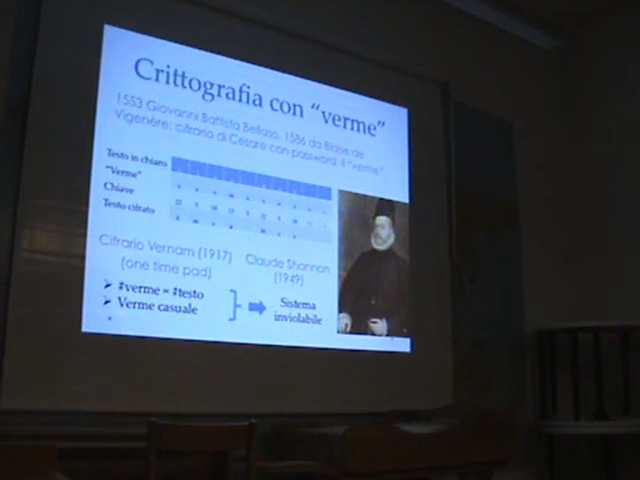 Crittografia con “verme”
1553 Giovanni Battista Bellaso, 1586 da Blaise de
Vigenère: cifrario di Cesare con password: il “verme”
Testo in chiaro
“Verme”
Chiave
Testo cifrato
Cifrario Vernam (1917)
(one time pad)
Claude Shannon
(1949)
➤ #verme = #testo
➤ Verme casuale
Sistema
inviolabile